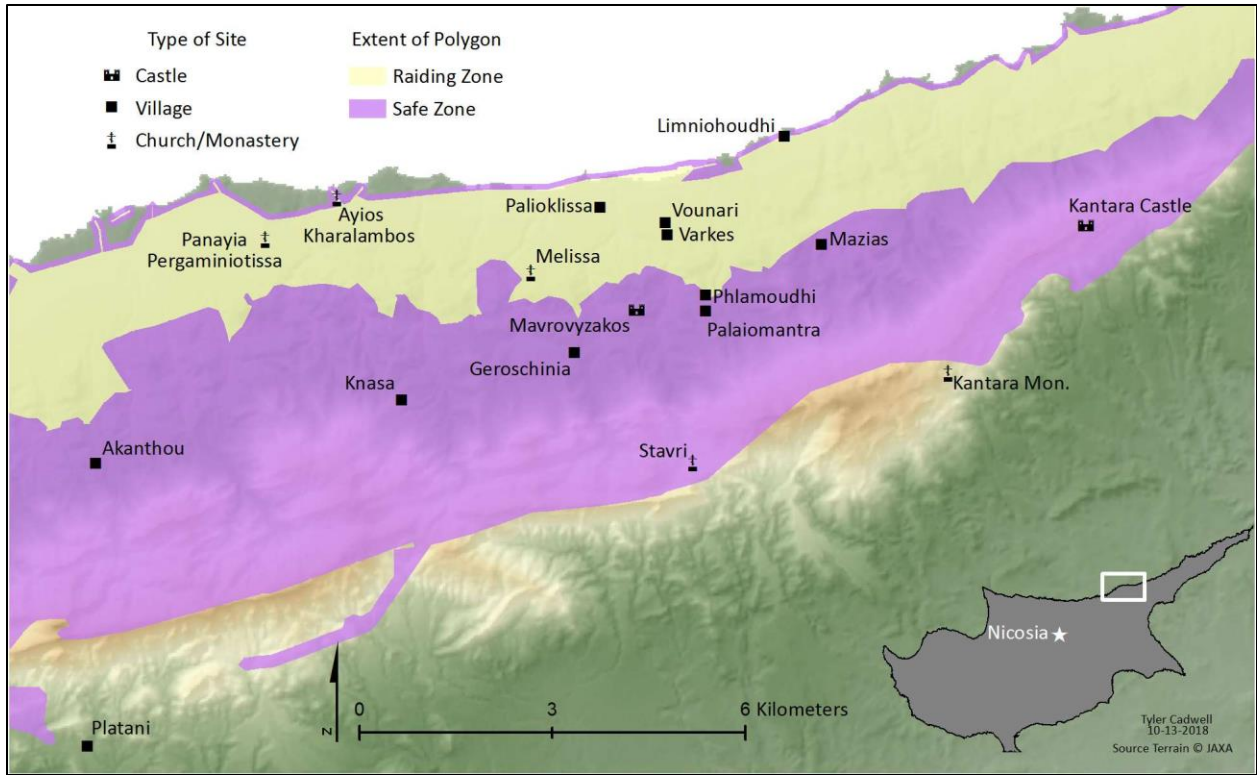 Type of Site
Extent of Polygon
Castle
Raiding Zone
Village
Safe Zone
Church/Monastery
Limniohoudhi
Ayios
Kharalambos
Palioklissa
Vounari
Varkes
Kantara Castle
Panayia
Pergaminiotissa
Melissa
Mazias
Phlamoudhi
Mavrovyzakos
Palaiomantra
Geroschinia
Knasa
Kantara Mon.
Akanthou
Stavri
Nicosia
Platani
N
0 3 6 Kilometers
Tyler Cadwell
10-13-2018
Source Terrain © JAXA